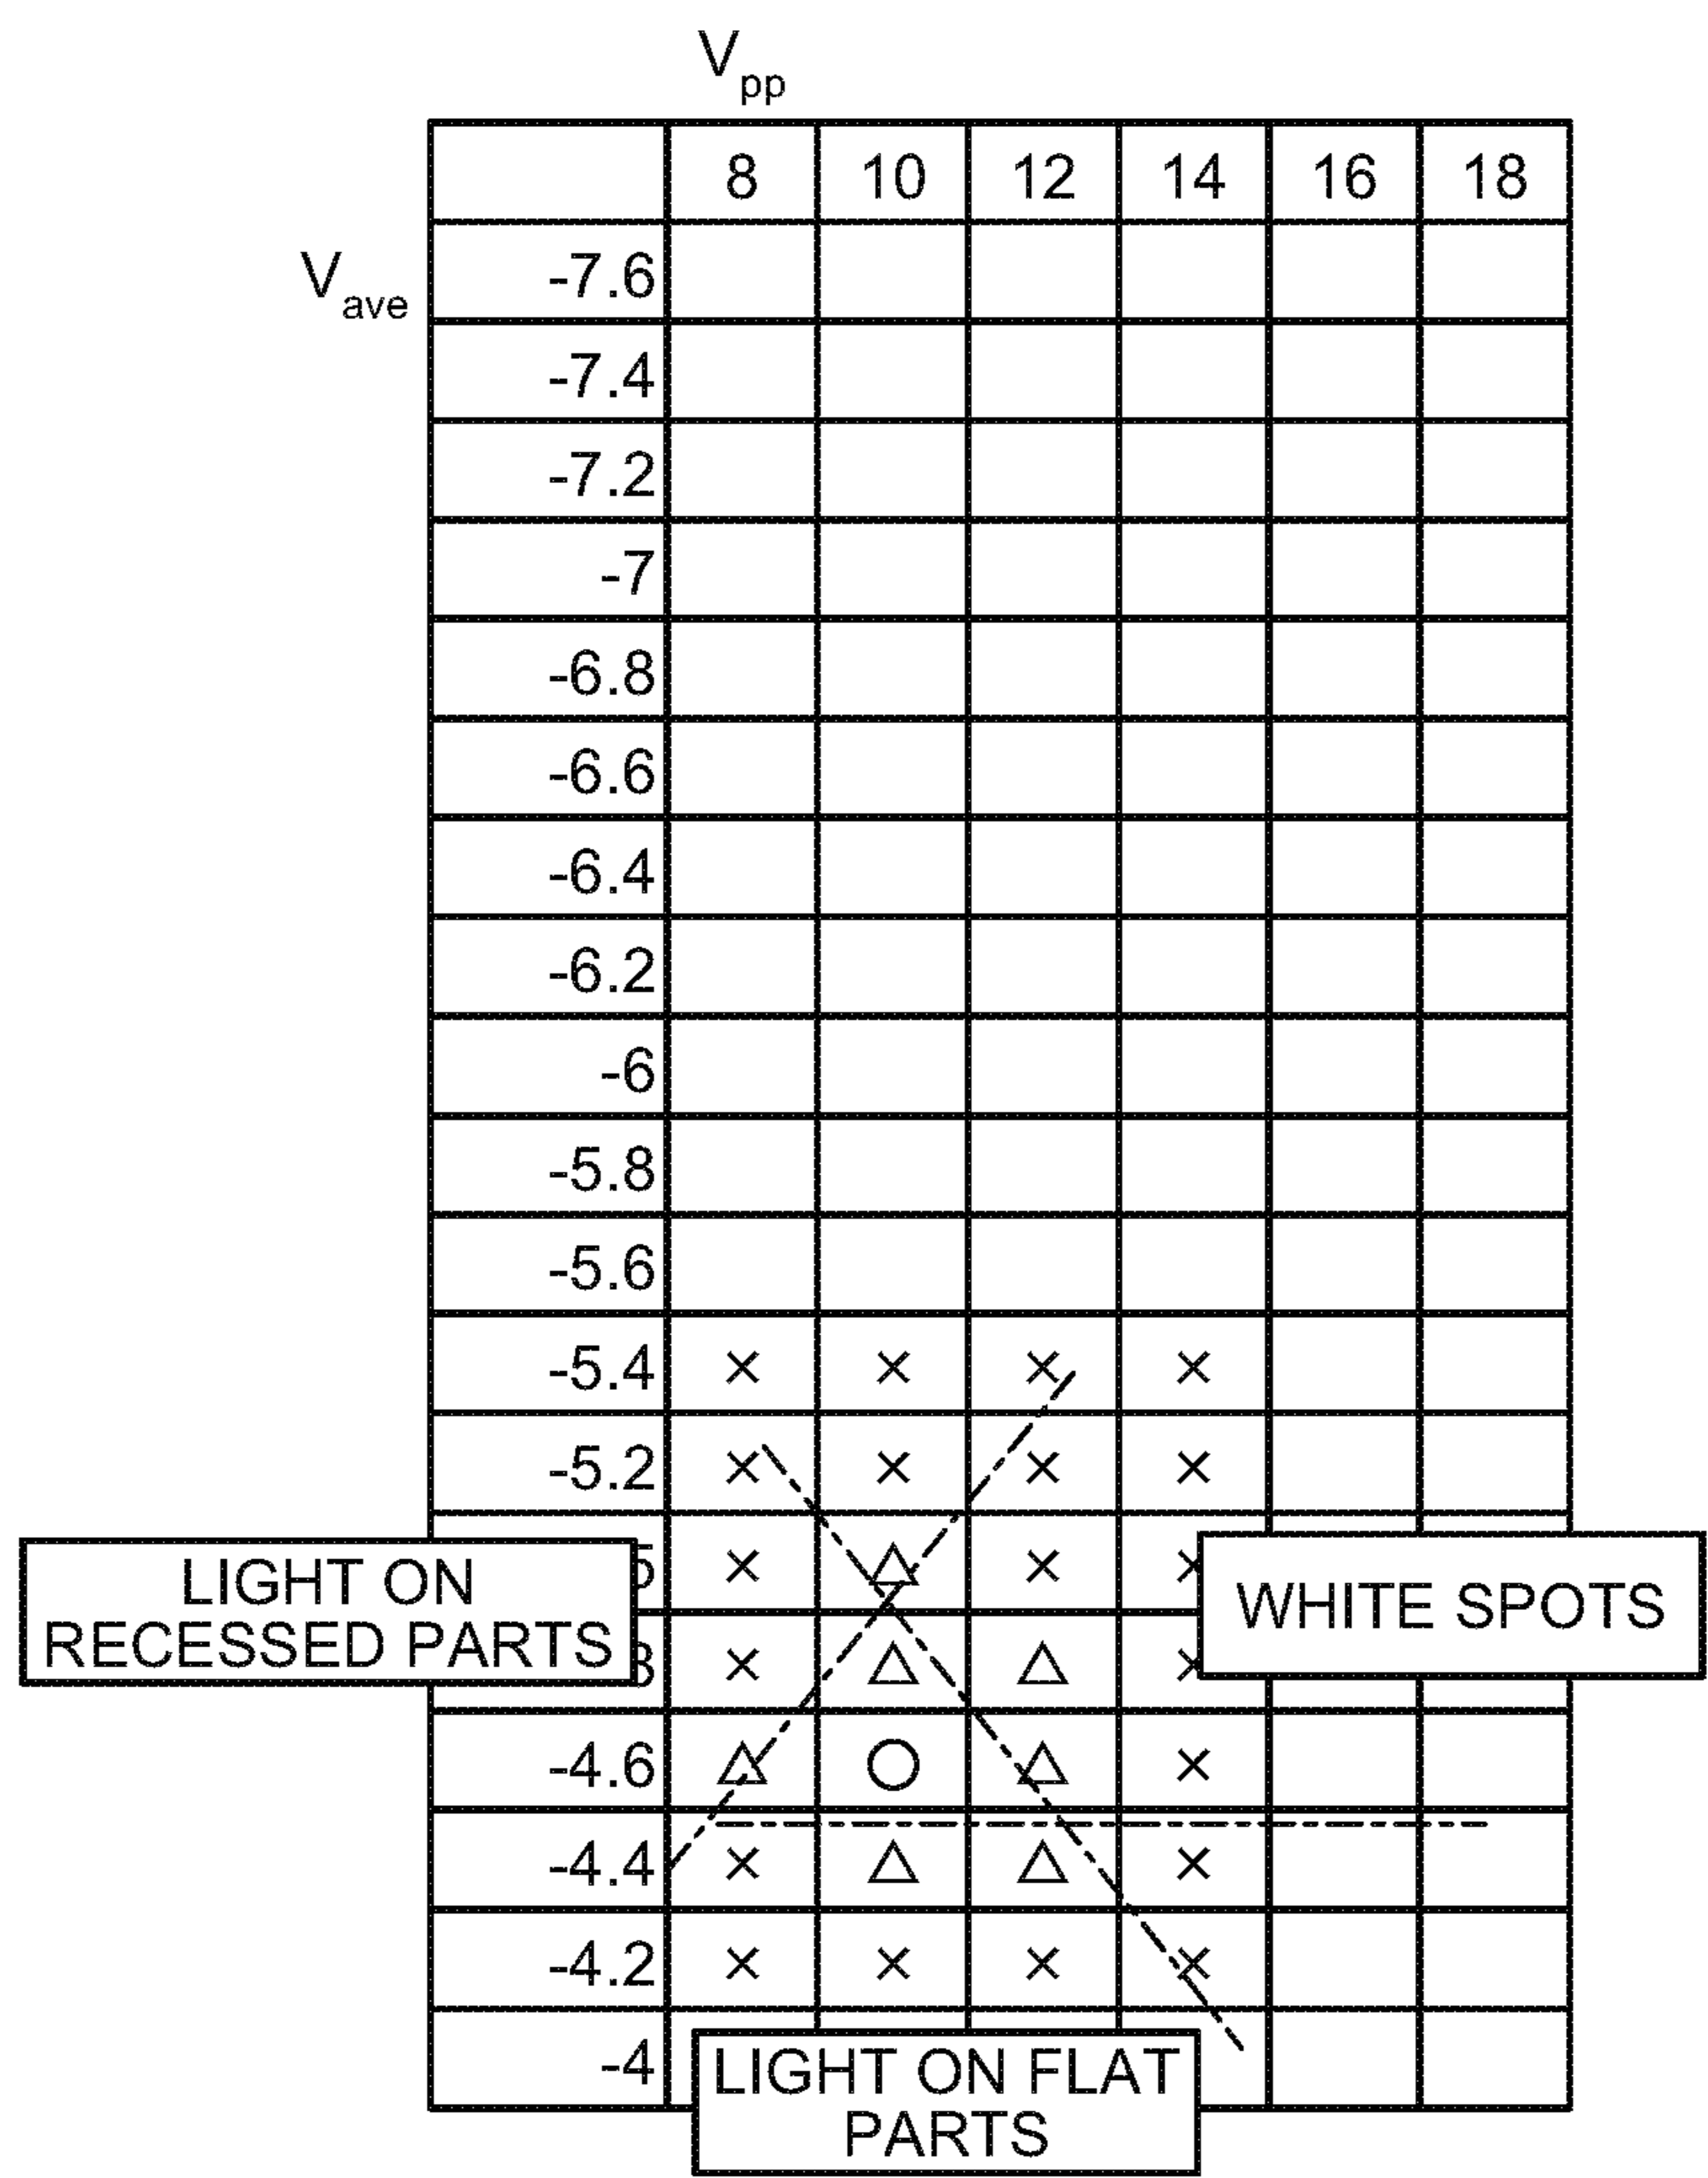 Vpp
8 10 12 14 16 18
Vave
-7.6
-7.4
-7.2
-7
-6.8
-6.6
-6.4
-6.2
-6
-5.8
-5.6
-5.4 × × × ×
-5.2 × × × ×
5 × △ × ×
8 × △ △ ×
-4.6 △ ○ △ ×
-4.4 × △ △ ×
-4.2 × × × ×
-4
LIGHT ON
RECESSED PARTS
WHITE SPOTS
LIGHT ON FLAT
PARTS